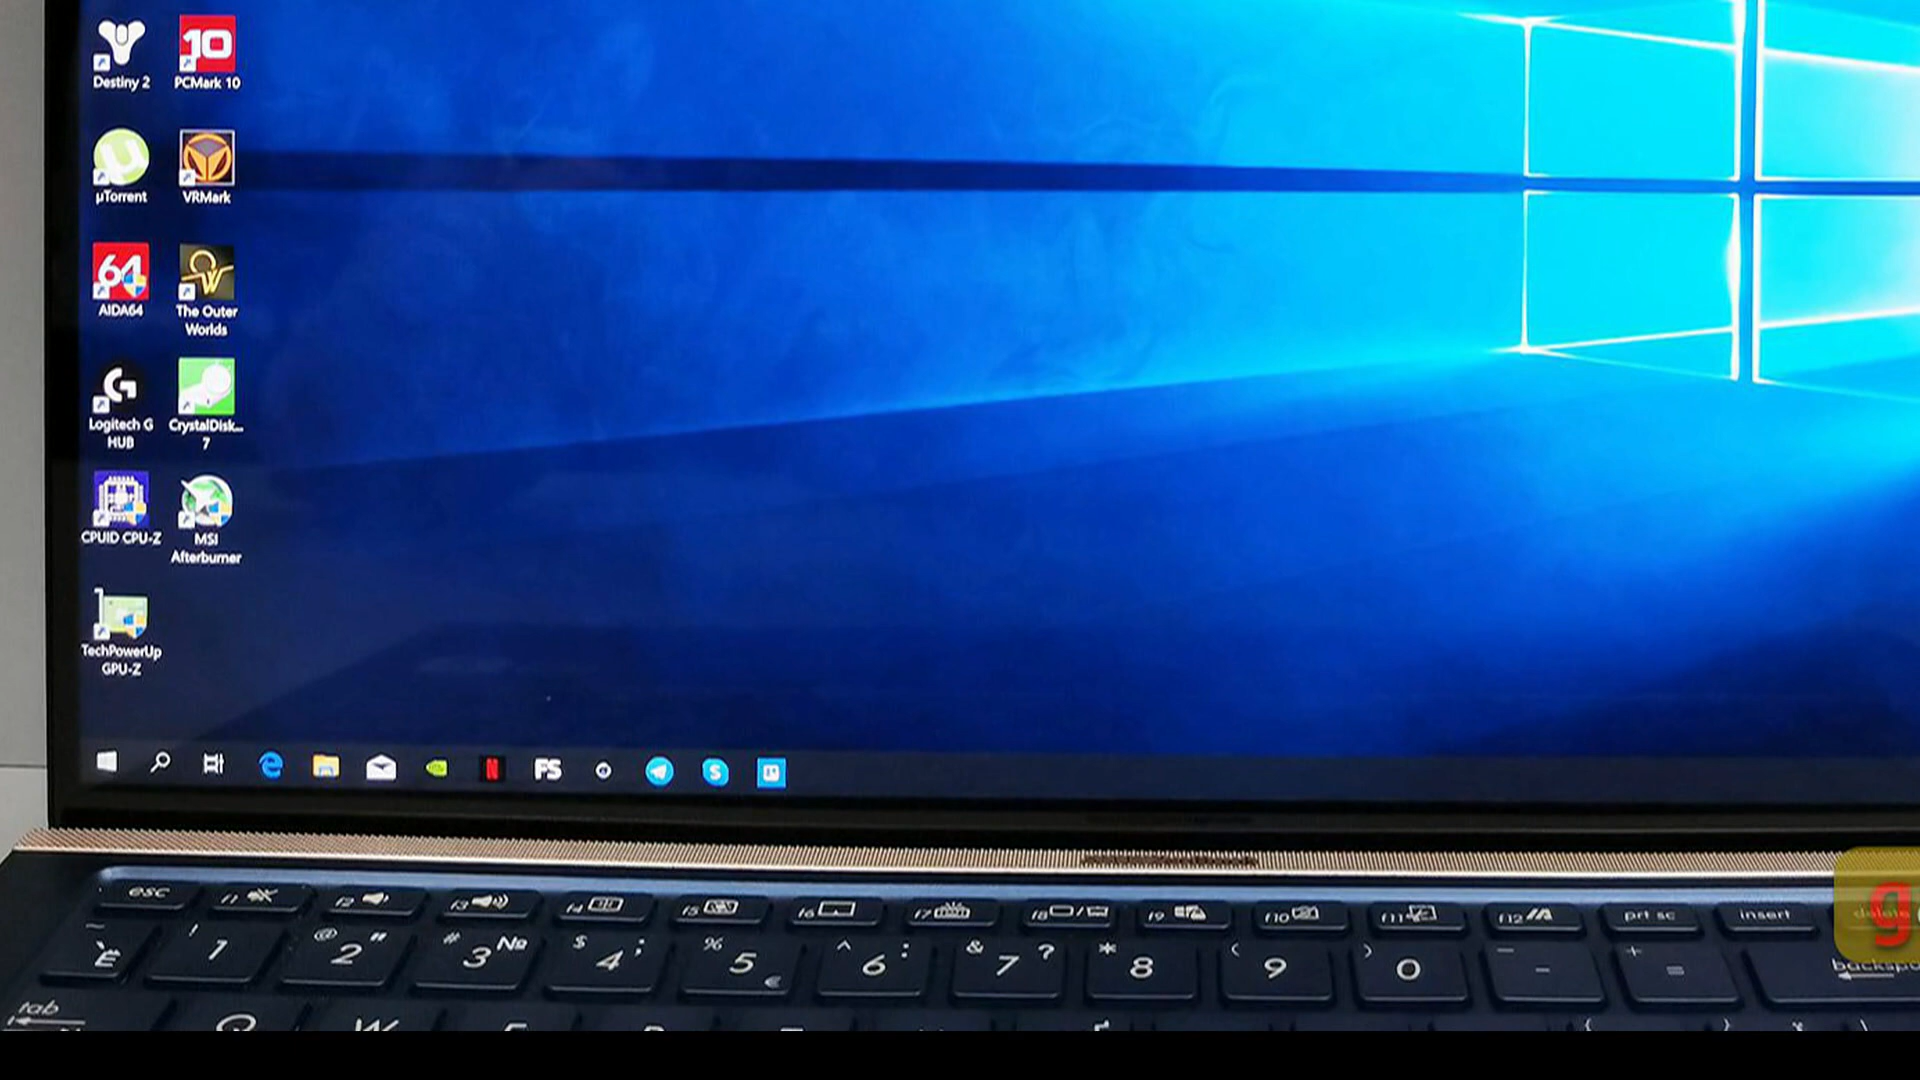 Destiny 2
PCMark 10
µTorrent
VRMark
AIDA64
The Outer
Worlds
Logitech G
HUB
CrystalDisk...
7
CPUID CPU-Z
MSI
Afterburner
TechPowerUp
GPU-Z
10
64
N FS S
esc f1 f2 f3 f4 f5 f6 f7 f8 f9 f10 f11 f12 prt sc insert delete
~ Ё ! 1 @ 2 " # 3 № $ 4 ; % 5 € ^ 6 : & 7 ? * 8 ( 9 ) 0 _ - + = backspa
tab
g